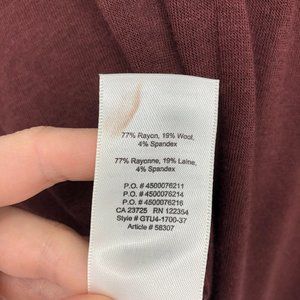 77% Rayon, 19% Wool,
4% Spandex
77% Rayonne, 19% Laine,
4% Spandex
P.O. # 4500076211
P.O. # 4500076214
P.O. # 4500076216
CA 23725 RN 122354
Style # GTU4-1700-37
Article # 58307